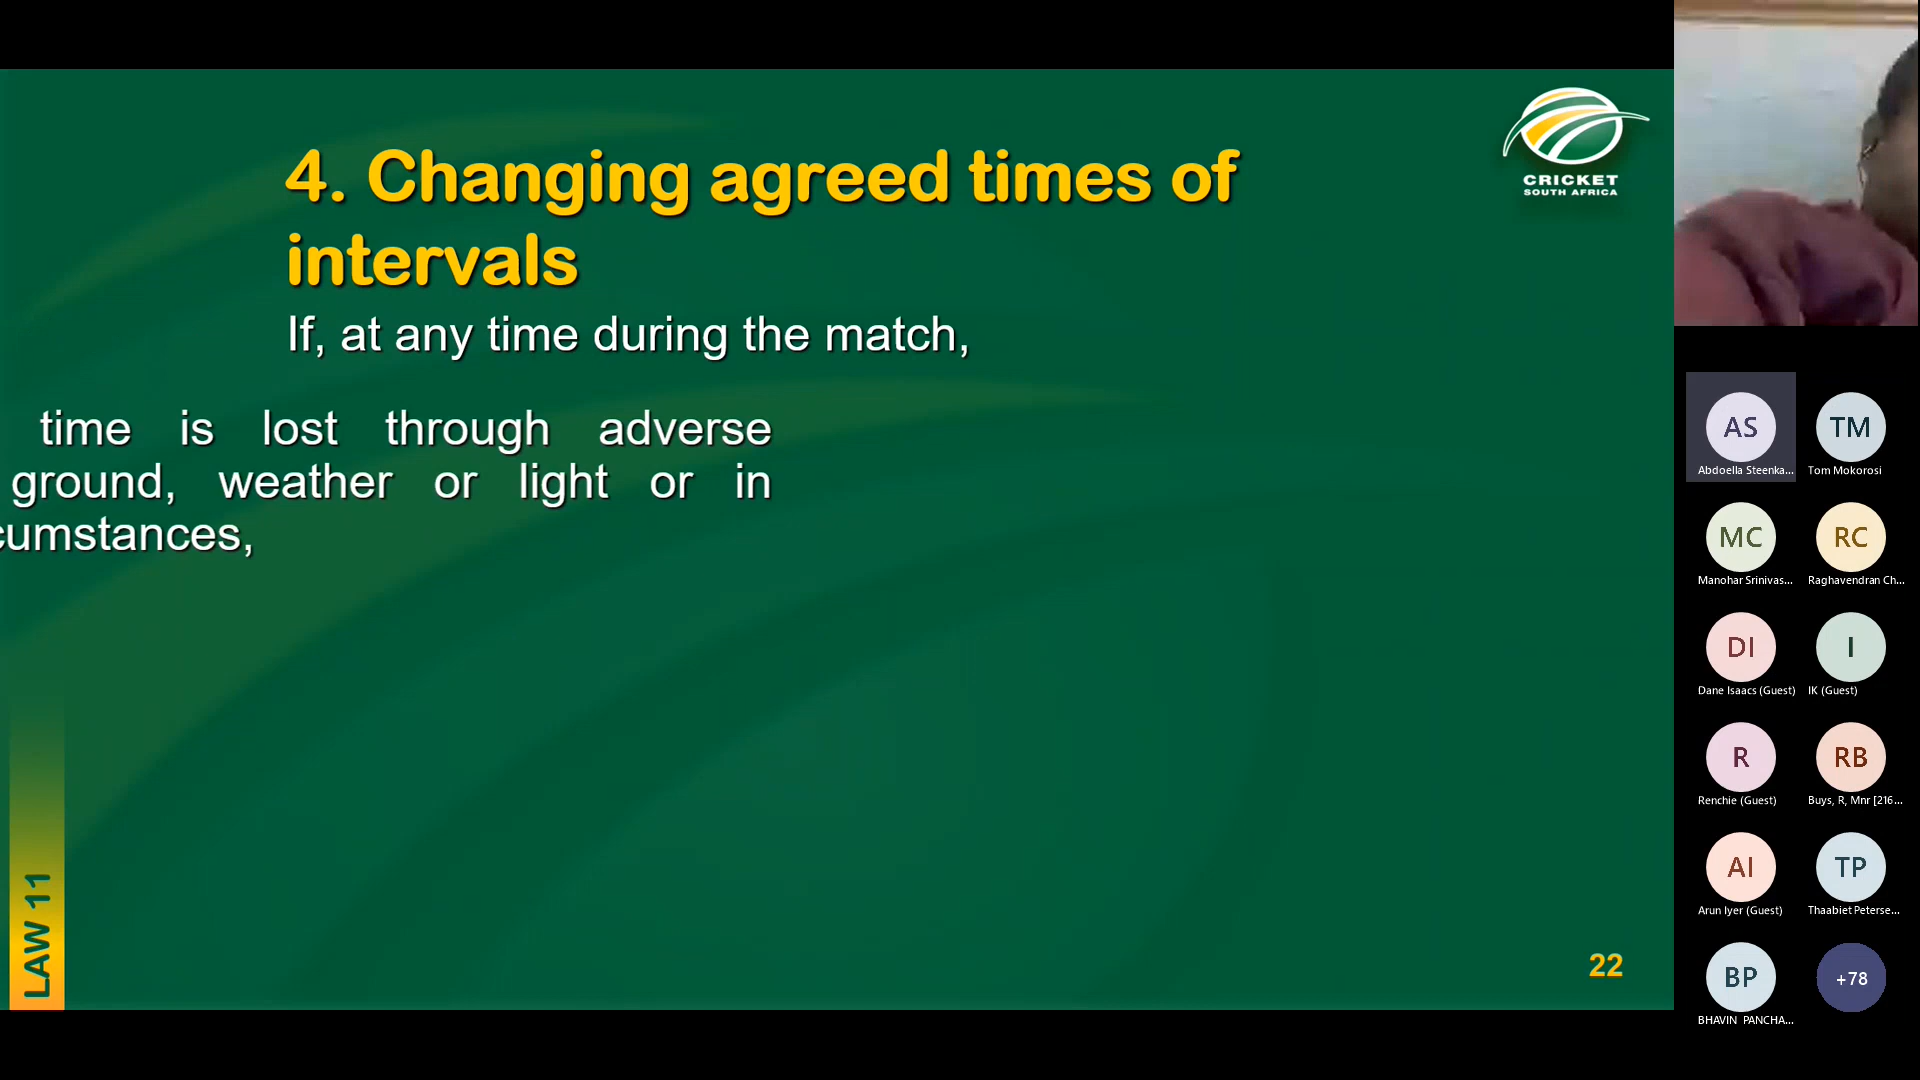 4. Changing agreed times of
intervals
If, at any time during the match,
time is lost through adverse
ground, weather or light or in
cumstances,
LAW 11
22
CRICKET
SOUTH AFRICA
AS
Abdoella Steenka...
TM
Tom Mokorosi
MC
Manohar Srinivas...
RC
Raghavendran Ch...
DI
Dane Isaacs (Guest)
I
IK (Guest)
R
Renchie (Guest)
RB
Buys, R, Mnr [216...
AI
Arun Iyer (Guest)
TP
Thaabiet Peterse...
BP
BHAVIN PANCHA...
+78